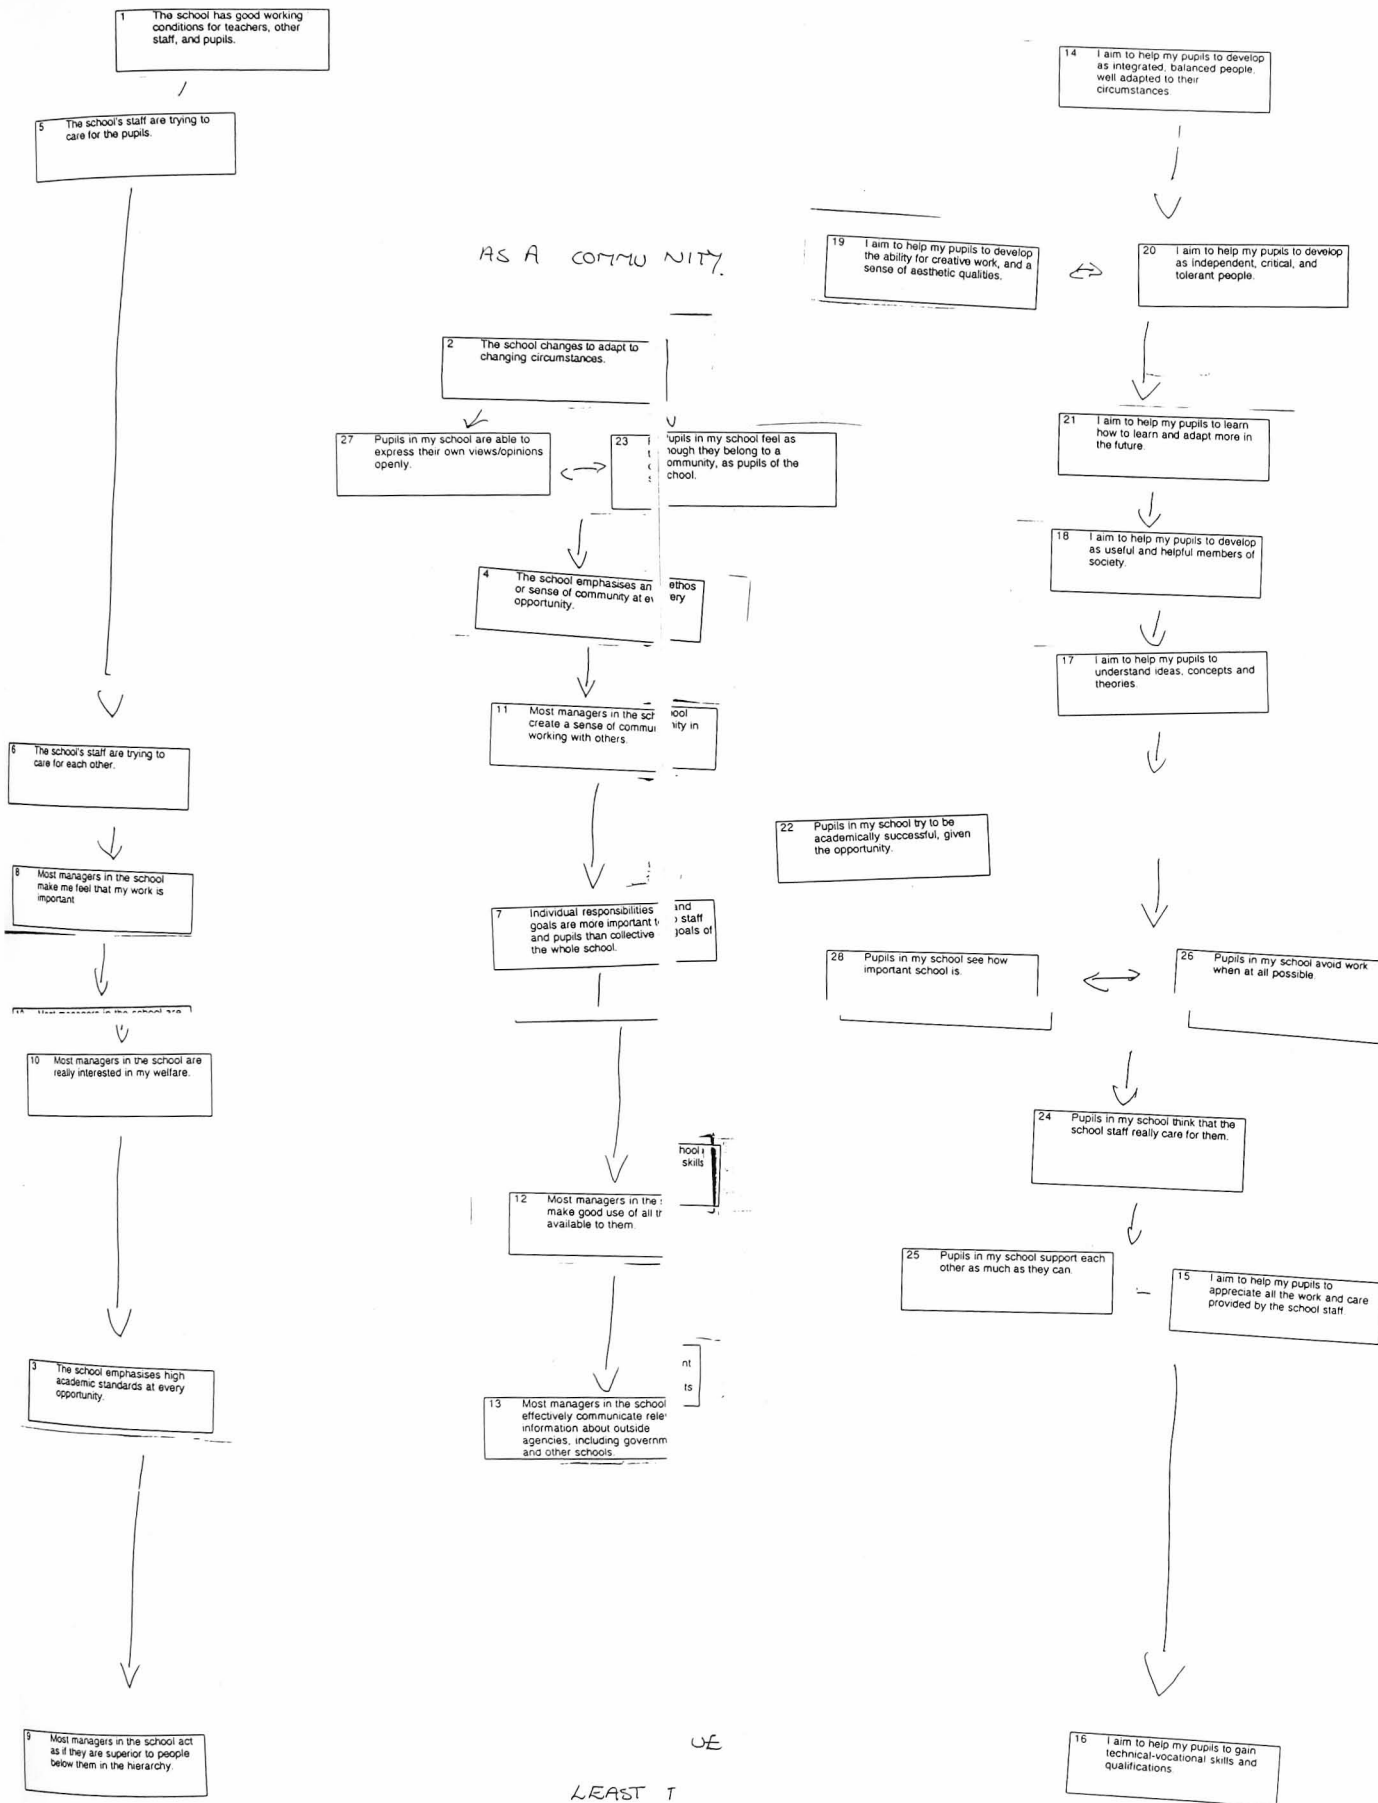 1 The school has good working
conditions for teachers, other
staff, and pupils.
5 The school's staff are trying to
care for the pupils.
6 The school's staff are trying to
care for each other.
8 Most managers in the school
make me feel that my work is
important
10 Most managers in the school are
really interested in my welfare.
3 The school emphasises high
academic standards at every
opportunity.
9 Most managers in the school act
as if they are superior to people
below them in the hierarchy.
AS A COMMUNITY.
2 The school changes to adapt to
changing circumstances.
27 Pupils in my school are able to
express their own views/opinions
openly.
23 Pupils in my school feel as
though they belong to a
community, as pupils of the
school.
4 The school emphasises an ethos
or sense of community at every
opportunity.
11 Most managers in the school
create a sense of community in
working with others.
7 Individual responsibilities and
goals are more important to staff
and pupils than collective goals of
the whole school.
hool
skills
12 Most managers in the
make good use of all
available to them
nt
ts
13 Most managers in the school
effectively communicate rele
information about outside
agencies, including governm
and other schools.
UE
LEAST T
14 I aim to help my pupils to develop
as integrated, balanced people,
well adapted to their
circumstances
19 I aim to help my pupils to develop
the ability for creative work, and a
sense of aesthetic qualities.
20 I aim to help my pupils to develop
as independent, critical, and
tolerant people.
21 I aim to help my pupils to learn
how to learn and adapt more in
the future.
18 I aim to help my pupils to develop
as useful and helpful members of
society.
17 I aim to help my pupils to
understand ideas, concepts and
theories.
22 Pupils in my school try to be
academically successful, given
the opportunity.
28 Pupils in my school see how
important school is.
26 Pupils in my school avoid work
when at all possible.
24 Pupils in my school think that the
school staff really care for them.
25 Pupils in my school support each
other as much as they can.
15 I aim to help my pupils to
appreciate all the work and care
provided by the school staff.
16 I aim to help my pupils to gain
technical-vocational skills and
qualifications